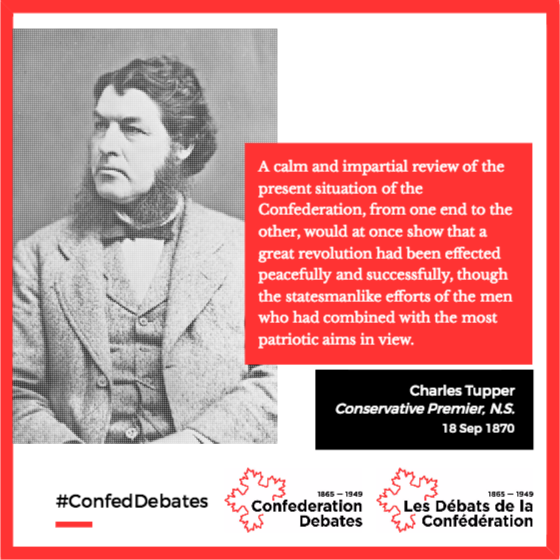 A calm and impartial review of the
present situation of the
Confederation, from one end to the
other, would at once show that a
great revolution had been effected
peacefully and successfully, though
the statesmanlike efforts of the men
who had combined with the most
patriotic aims in view.
Charles Tupper
Conservative Premier, N.S.
18 Sep 1870
#ConfedDebates
1865 — 1949
Confederation
Debates
1865 — 1949
Les Débats de la
Confédération